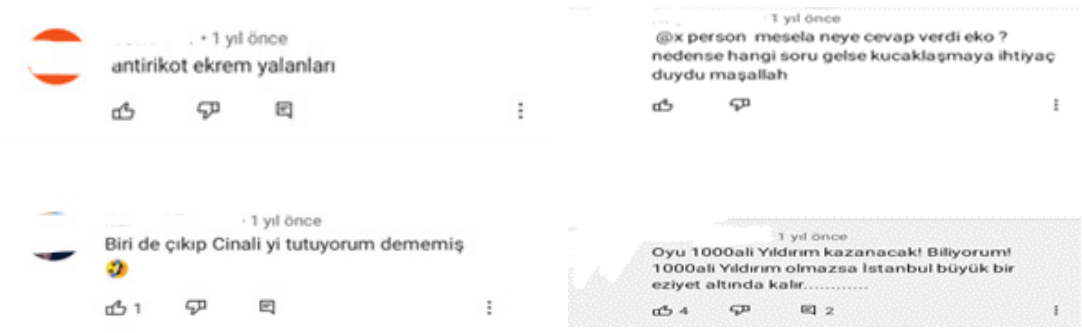 • 1 yıl önce
antirikot ekrem yalanları
· 1 yıl önce
@x person mesela neye cevap verdi eko ?
nedense hangi soru gelse kucaklaşmaya ihtiyaç
duydu maşallah
· 1 yıl önce
Biri de çıkıp Cinali yi tutuyorum dememiş
🤣
1
1 yıl önce
Oyu 1000ali Yıldırım kazanacak! Biliyorum!
1000ali Yıldırım olmazsa İstanbul büyük bir
eziyet altında kalır............
4 2